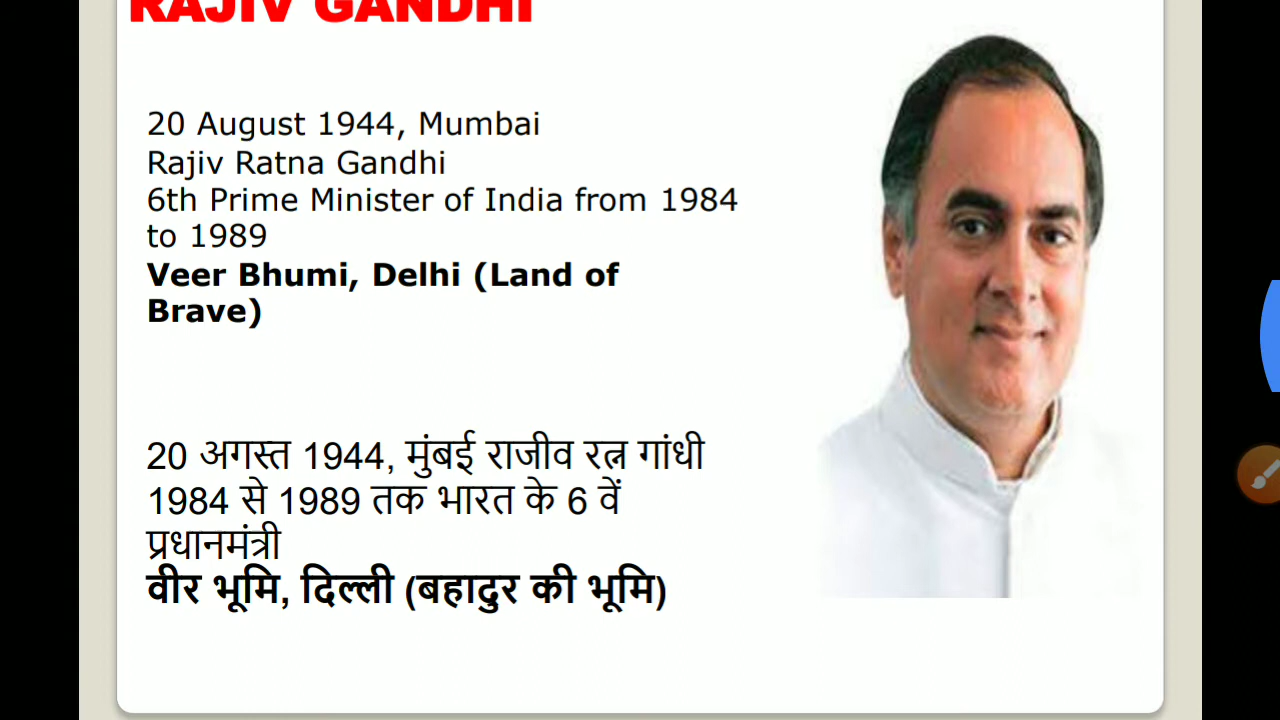 RAJIV GANDHI
20 August 1944, Mumbai
Rajiv Ratna Gandhi
6th Prime Minister of India from 1984
to 1989
Veer Bhumi, Delhi (Land of
Brave)
20 अगस्त 1944, मुंबई राजीव रत्न गांधी
1984 से 1989 तक भारत के 6 वें
प्रधानमंत्री
वीर भूमि, दिल्ली (बहादुर की भूमि)